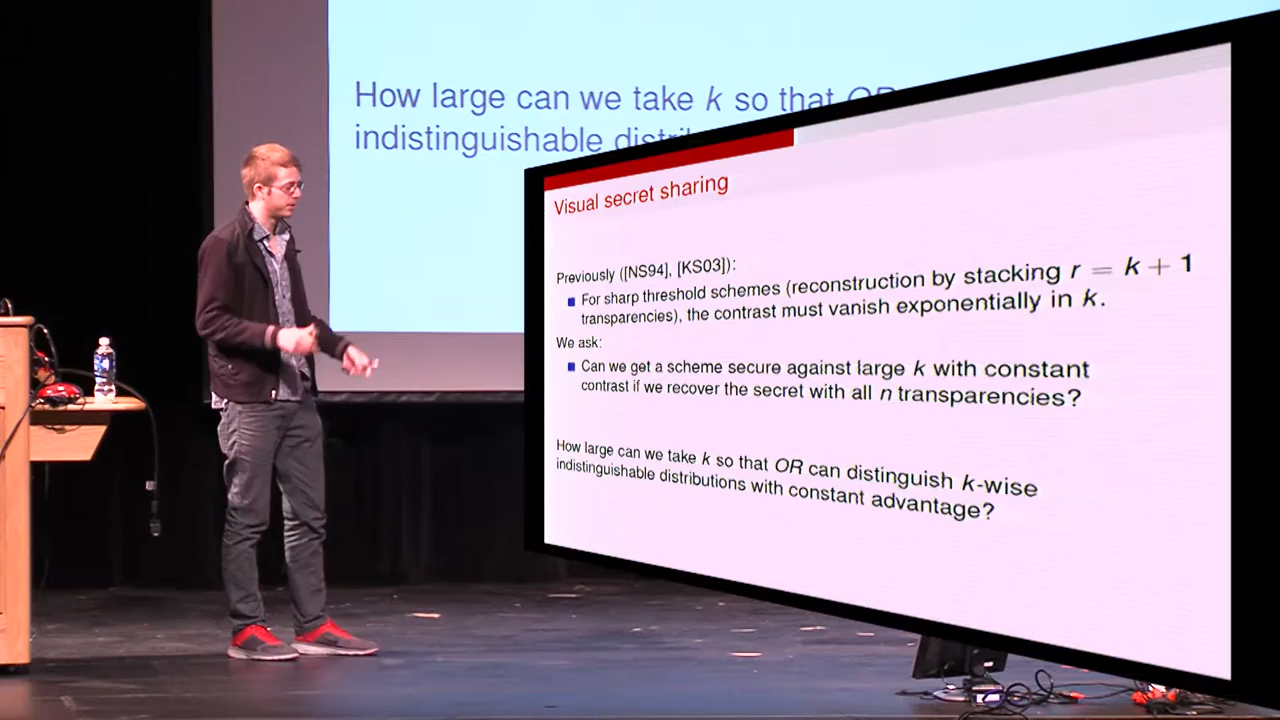 How large can we take k so that OR
indistinguishable
Visual secret sharing
Previously ([NS94], [KS03]):
For sharp threshold schemes (reconstruction by stacking r = k + 1
transparencies), the contrast must vanish exponentially in k.
We ask:
Can we get a scheme secure against large k with constant
contrast if we recover the secret with all n transparencies?
How large can we take k so that OR can distinguish k-wise
indistinguishable distributions with constant advantage?